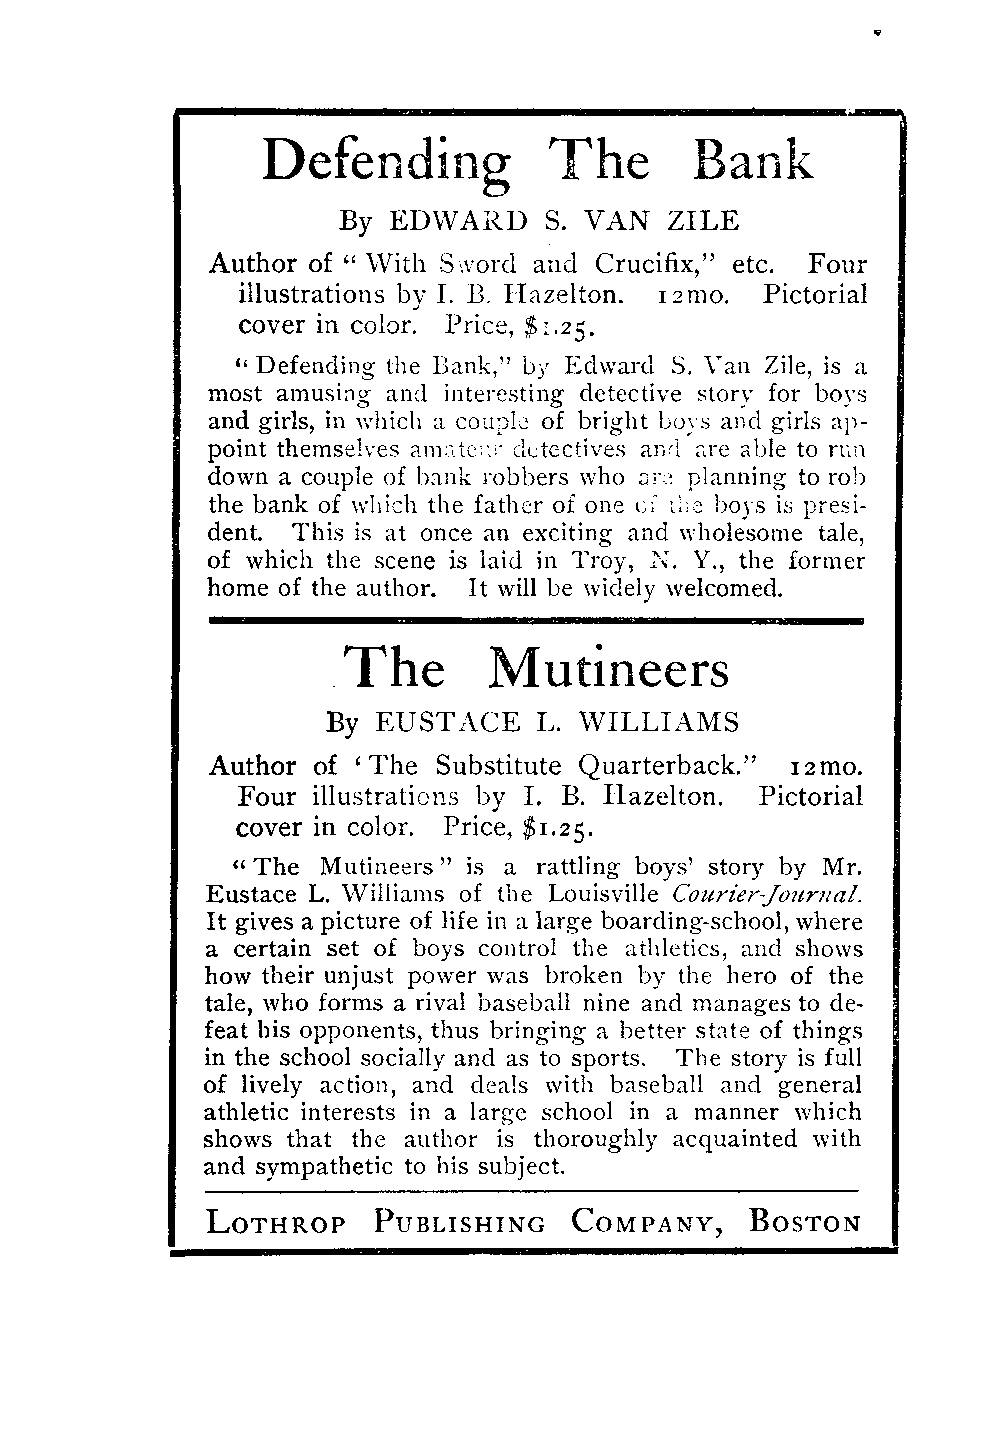 Defending The Bank
By EDWARD S. VAN ZILE
Author of “ With Sword and Crucifix,” etc. Four
illustrations by I. B. Hazelton. 12mo. Pictorial
cover in color. Price, $1.25.
“ Defending the Bank,” by Edward S. Van Zile, is a
most amusing and interesting detective story for boys
and girls, in which a couple of bright boys and girls ap-
point themselves amateur detectives and are able to run
down a couple of bank robbers who are planning to rob
the bank of which the father of one of the boys is presi-
dent. This is at once an exciting and wholesome tale,
of which the scene is laid in Troy, N. Y., the former
home of the author. It will be widely welcomed.
The Mutineers
By EUSTACE L. WILLIAMS
Author of ‘ The Substitute Quarterback.” 12mo.
Four illustrations by I. B. Hazelton. Pictorial
cover in color. Price, $1.25.
“ The Mutineers ” is a rattling boys’ story by Mr.
Eustace L. Williams of the Louisville Courier-Journal.
It gives a picture of life in a large boarding-school, where
a certain set of boys control the athletics, and shows
how their unjust power was broken by the hero of the
tale, who forms a rival baseball nine and manages to de-
feat his opponents, thus bringing a better state of things
in the school socially and as to sports. The story is full
of lively action, and deals with baseball and general
athletic interests in a large school in a manner which
shows that the author is thoroughly acquainted with
and sympathetic to his subject.
LOTHROP PUBLISHING COMPANY, BOSTON